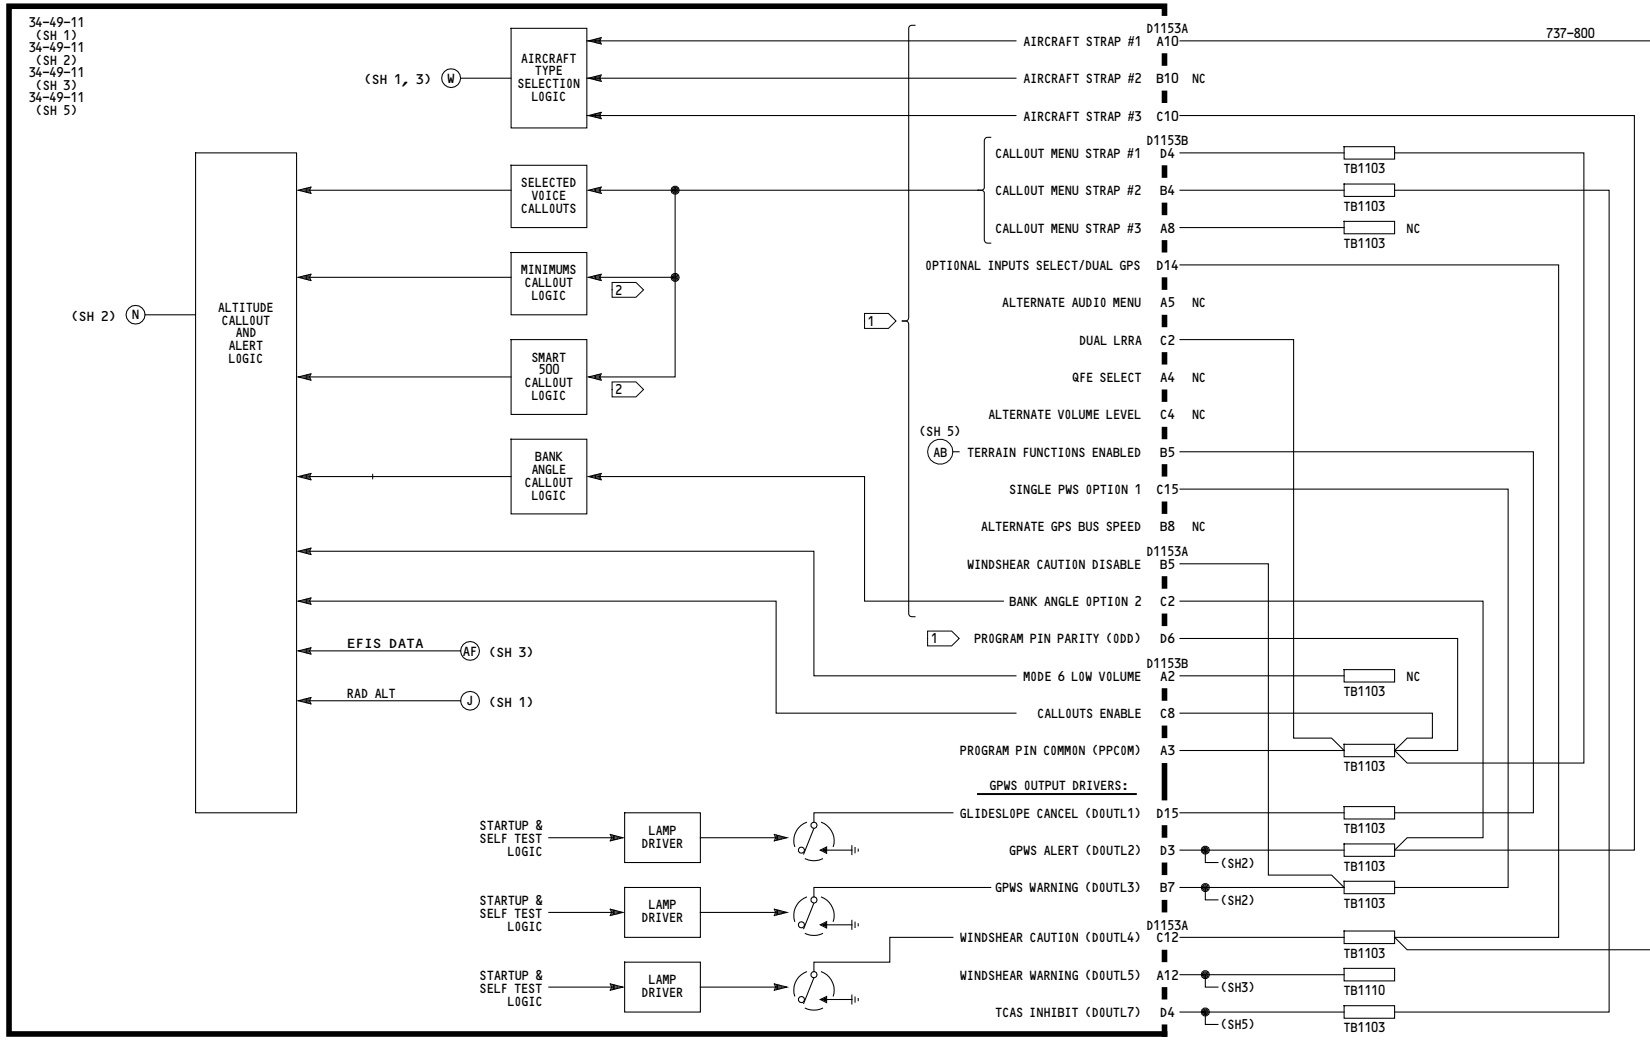 34-49-11
(SH 1)
34-49-11
(SH 2)
34-49-11
(SH 3)
34-49-11
(SH 5)
737-800
(SH 1, 3) W
AIRCRAFT
TYPE
SELECTION
LOGIC
D1153A
AIRCRAFT STRAP #1 A10
AIRCRAFT STRAP #2 B10 NC
AIRCRAFT STRAP #3 C10
D1153B
CALLOUT MENU STRAP #1 D4
TB1103
CALLOUT MENU STRAP #2 B4
TB1103
CALLOUT MENU STRAP #3 A8 NC
TB1103
SELECTED
VOICE
CALLOUTS
MINIMUMS
CALLOUT
LOGIC
2
SMART
500
CALLOUT
LOGIC
2
BANK
ANGLE
CALLOUT
LOGIC
(SH 2) N
ALTITUDE
CALLOUT
AND
ALERT
LOGIC
1
OPTIONAL INPUTS SELECT/DUAL GPS D14
ALTERNATE AUDIO MENU A5 NC
DUAL LRRA C2
QFE SELECT A4 NC
ALTERNATE VOLUME LEVEL C4 NC
(SH 5)
AB TERRAIN FUNCTIONS ENABLED B5
SINGLE PWS OPTION 1 C15
ALTERNATE GPS BUS SPEED B8 NC
D1153A
WINDSHEAR CAUTION DISABLE B5
BANK ANGLE OPTION 2 C2
1 PROGRAM PIN PARITY (ODD) D6
EFIS DATA AF (SH 3)
RAD ALT J (SH 1)
D1153B
MODE 6 LOW VOLUME A2 NC
TB1103
CALLOUTS ENABLE C8
PROGRAM PIN COMMON (PPCOM) A3
TB1103
GPWS OUTPUT DRIVERS:
GLIDESLOPE CANCEL (DOUTL1) D15
TB1103
STARTUP &
SELF TEST
LOGIC
LAMP
DRIVER
GPWS ALERT (DOUTL2) D3
(SH2)
TB1103
GPWS WARNING (DOUTL3) B7
(SH2)
TB1103
STARTUP &
SELF TEST
LOGIC
LAMP
DRIVER
D1153A
WINDSHEAR CAUTION (DOUTL4) C12
TB1103
WINDSHEAR WARNING (DOUTL5) A12
(SH3)
TB1110
STARTUP &
SELF TEST
LOGIC
LAMP
DRIVER
TCAS INHIBIT (DOUTL7) D4
(SH5)
TB1103